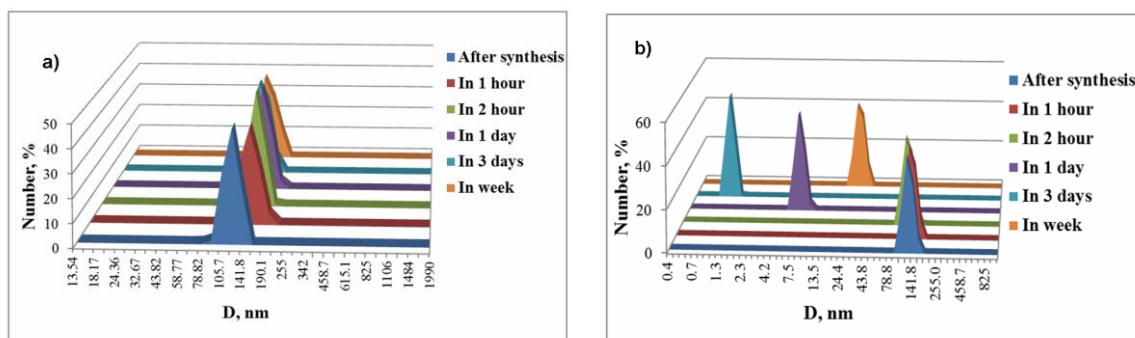 a)
Number, %
50
40
30
20
10
0
13.54 18.17 24.36 32.67 43.82 58.77 78.82 105.7 141.8 190.1 255 342 458.7 615.1 825 1106 1484 1990
D, nm
After synthesis
In 1 hour
In 2 hour
In 1 day
In 3 days
In week
b)
Number, %
60
40
20
0
0.4 0.7 1.3 2.3 4.2 7.5 13.5 24.4 43.8 78.8 141.8 255.0 458.7 825
D, nm
After synthesis
In 1 hour
In 2 hour
In 1 day
In 3 days
In week